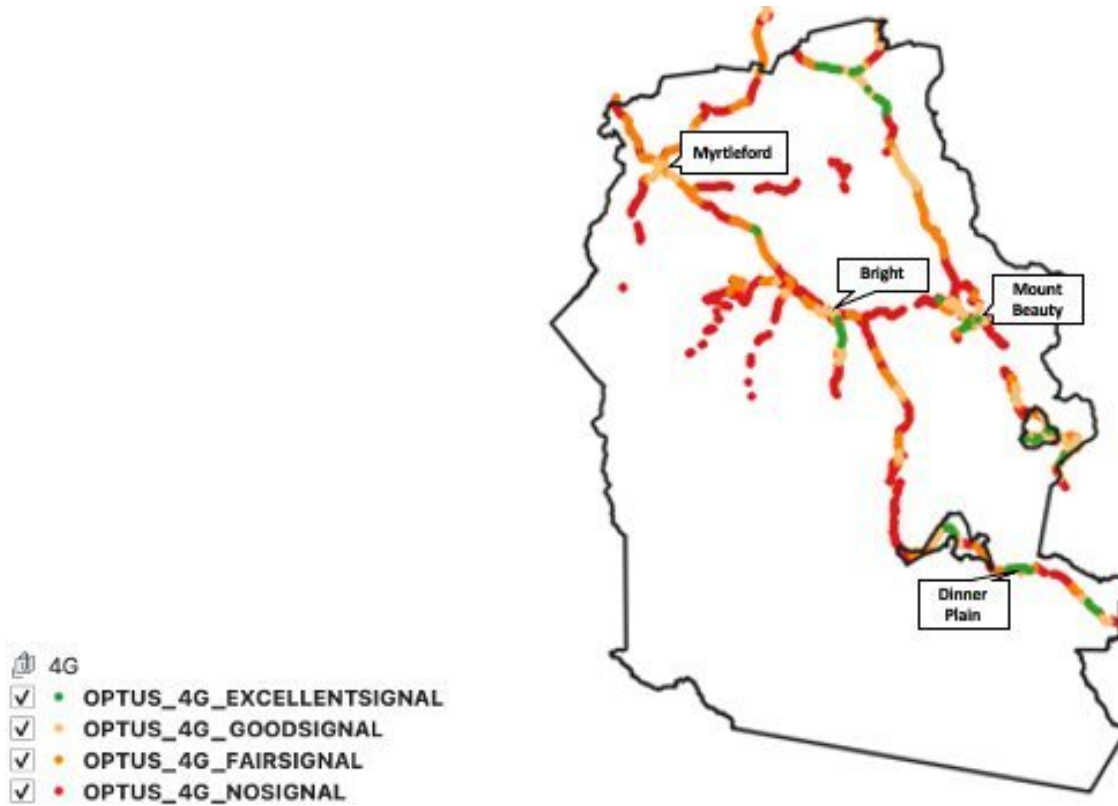 Myrtleford
Bright
Mount
Beauty
Dinner
Plain
4G
OPTUS_4G_EXCELLENTSIGNAL
OPTUS_4G_GOODSIGNAL
OPTUS_4G_FAIRSIGNAL
OPTUS_4G_NOSIGNAL